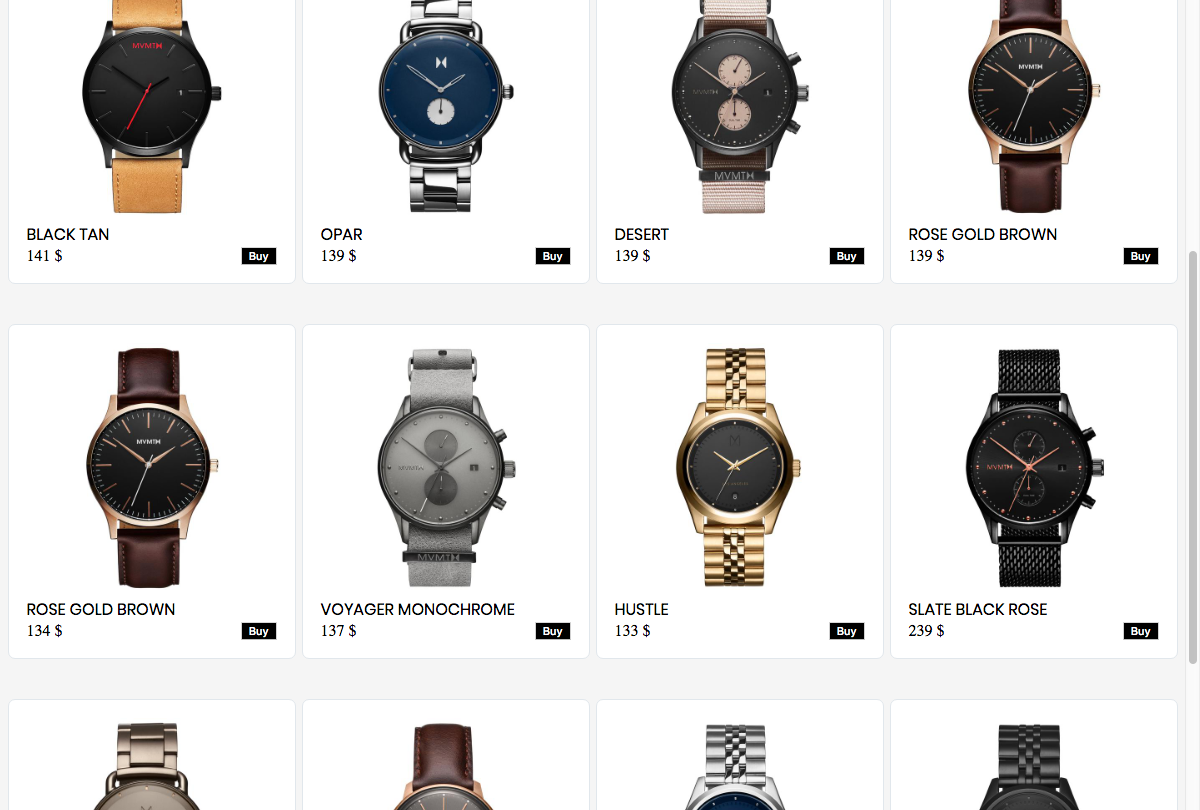 MVMT
MVMT
MVMT
MVMT
BLACK TAN
141 $
Buy
OPAR
139 $
Buy
DESERT
139 $
Buy
ROSE GOLD BROWN
139 $
Buy
MVMT
MVMT
MVMT
MVMT
ROSE GOLD BROWN
134 $
Buy
VOYAGER MONOCHROME
137 $
Buy
HUSTLE
133 $
Buy
SLATE BLACK ROSE
239 $
Buy